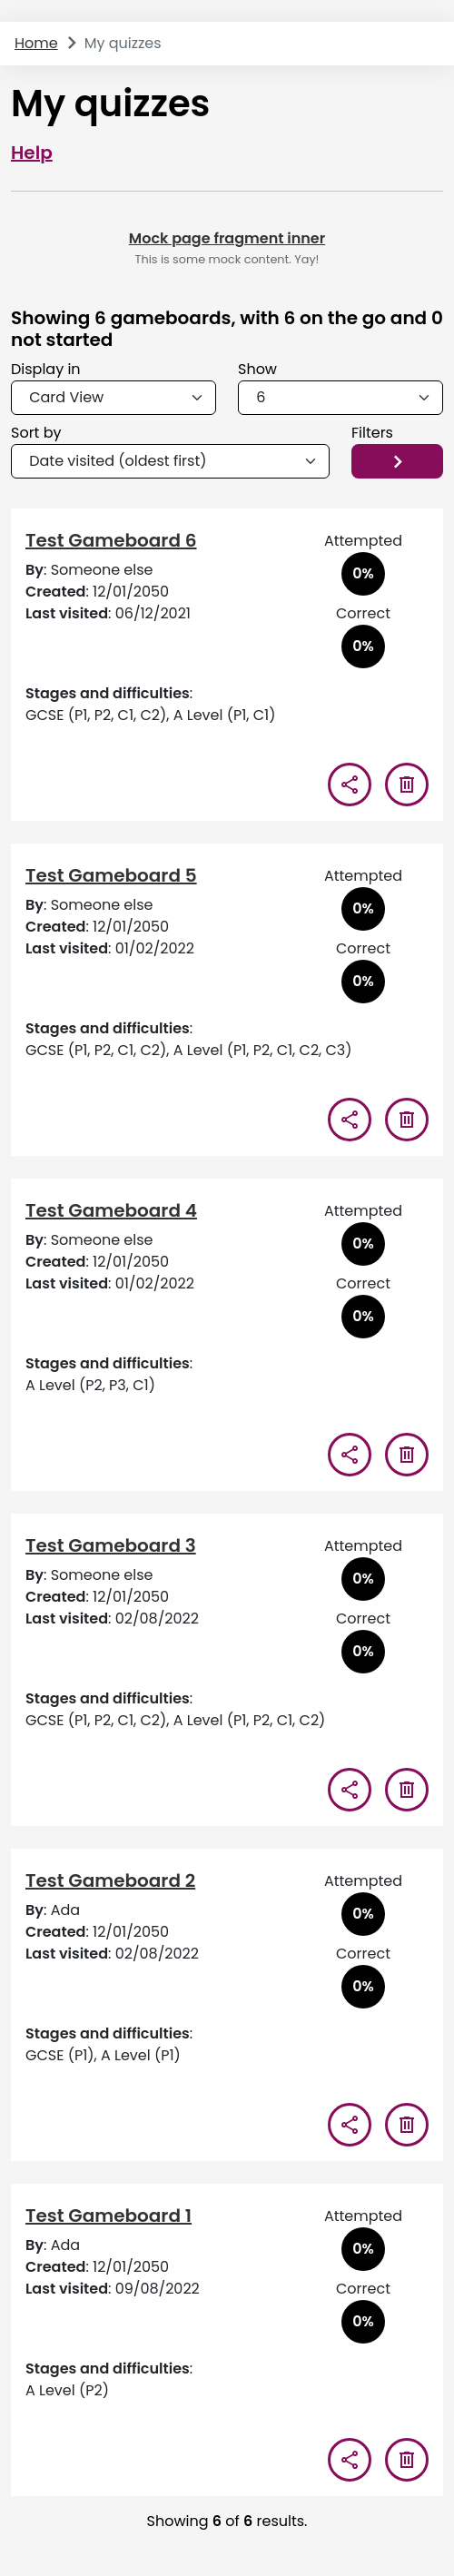 Home > My quizzes
My quizzes
Help
Mock page fragment inner
This is some mock content. Yay!
Showing 6 gameboards, with 6 on the go and 0
not started
Display in
Card View
Show
6
Sort by
Date visited (oldest first)
Filters
Test Gameboard 6
By: Someone else
Created: 12/01/2050
Last visited: 06/12/2021
Attempted
0%
Correct
0%
Stages and difficulties:
GCSE (P1, P2, C1, C2), A Level (P1, C1)
Test Gameboard 5
By: Someone else
Created: 12/01/2050
Last visited: 01/02/2022
Attempted
0%
Correct
0%
Stages and difficulties:
GCSE (P1, P2, C1, C2), A Level (P1, P2, C1, C2, C3)
Test Gameboard 4
By: Someone else
Created: 12/01/2050
Last visited: 01/02/2022
Attempted
0%
Correct
0%
Stages and difficulties:
A Level (P2, P3, C1)
Test Gameboard 3
By: Someone else
Created: 12/01/2050
Last visited: 02/08/2022
Attempted
0%
Correct
0%
Stages and difficulties:
GCSE (P1, P2, C1, C2), A Level (P1, P2, C1, C2)
Test Gameboard 2
By: Ada
Created: 12/01/2050
Last visited: 02/08/2022
Attempted
0%
Correct
0%
Stages and difficulties:
GCSE (P1), A Level (P1)
Test Gameboard 1
By: Ada
Created: 12/01/2050
Last visited: 09/08/2022
Attempted
0%
Correct
0%
Stages and difficulties:
A Level (P2)
Showing 6 of 6 results.